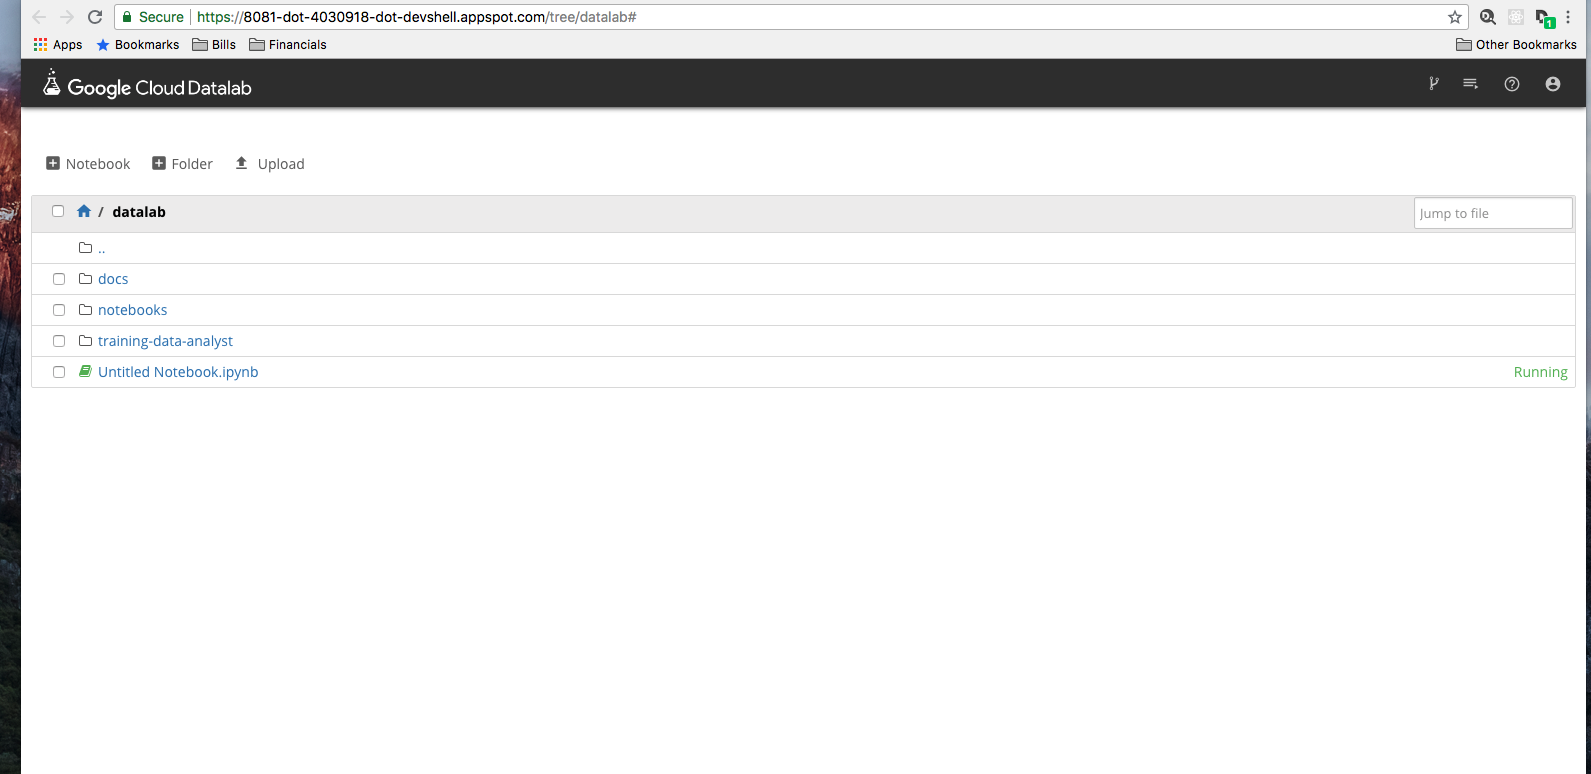 Secure https://8081-dot-4030918-dot-devshell.appspot.com/tree/datalab#
1
Apps Bookmarks Bills Financials Other Bookmarks
Google Cloud Datalab
Notebook Folder Upload
/ datalab Jump to file
..
docs
notebooks
training-data-analyst
Untitled Notebook.ipynb Running